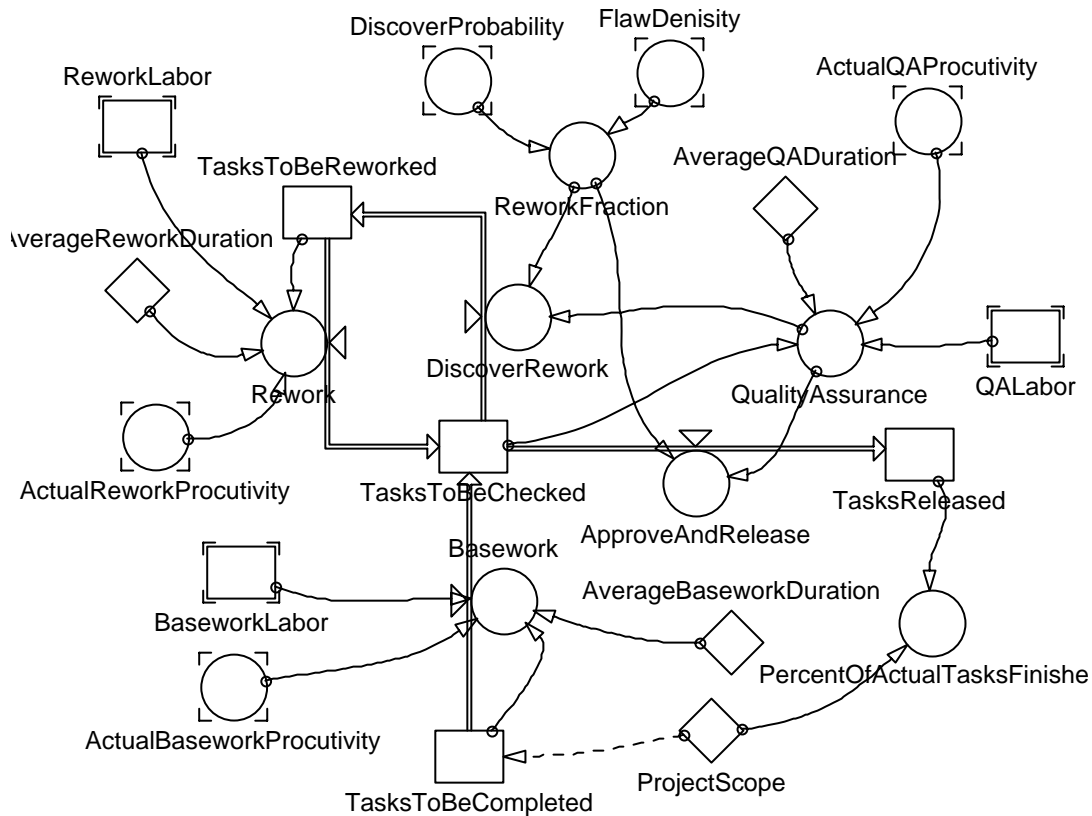 FlawDenisity
DiscoverProbability
ReworkLabor
ActualQAProcutivity
TasksToBeReworked
AverageQADuration
ReworkFraction
AverageReworkDuration
DiscoverRework
Rework
QualityAssurance
QALabor
ActualReworkProcutivity
TasksToBeChecked
TasksReleased
ApproveAndRelease
Basework
AverageBaseworkDuration
BaseworkLabor
PercentOfActualTasksFinishe
ActualBaseworkProcutivity
ProjectScope
TasksToBeCompleted